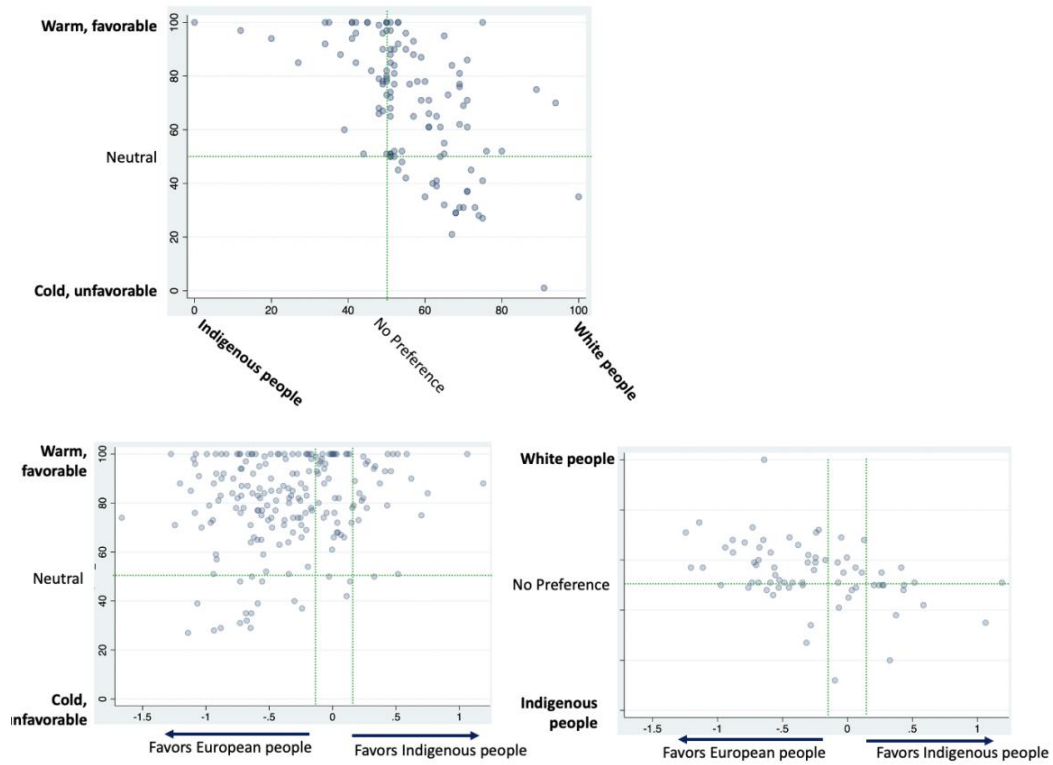 Warm, favorable
100
80
60
Neutral
40
20
Cold, unfavorable
0
0
20
40
60
80
100
Indigenous people
No Preference
White people
Warm,
favorable
100
80
60
Neutral
40
20
Cold,
nfavorable
0
-1.5
-1
-.5
0
.5
1
Favors European people
Favors Indigenous people
White people
No Preference
Indigenous
people
-1.5
-1
-.5
0
.5
1
Favors European people
Favors Indigenous people